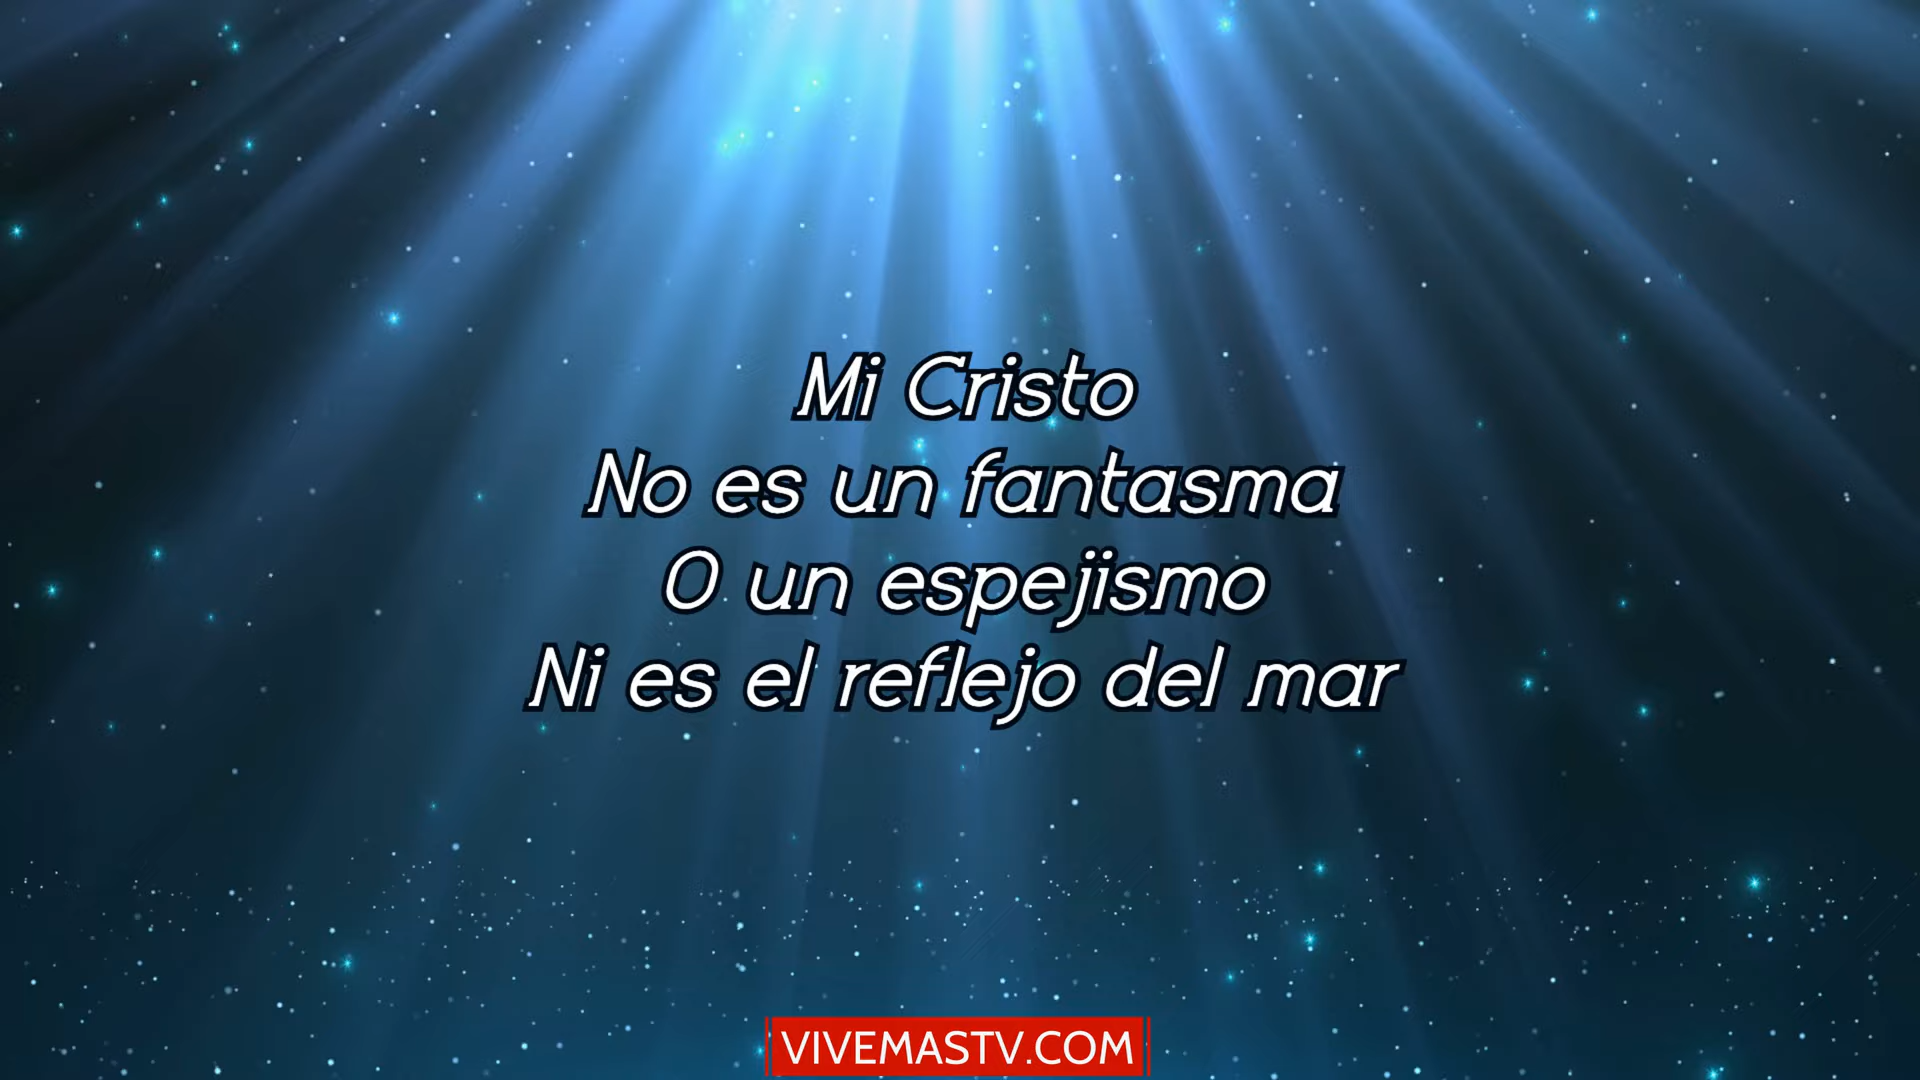 Mi Cristo
No es un fantasma
O un espejismo
Ni es el reflejo del mar
VIVEMASTV.COM